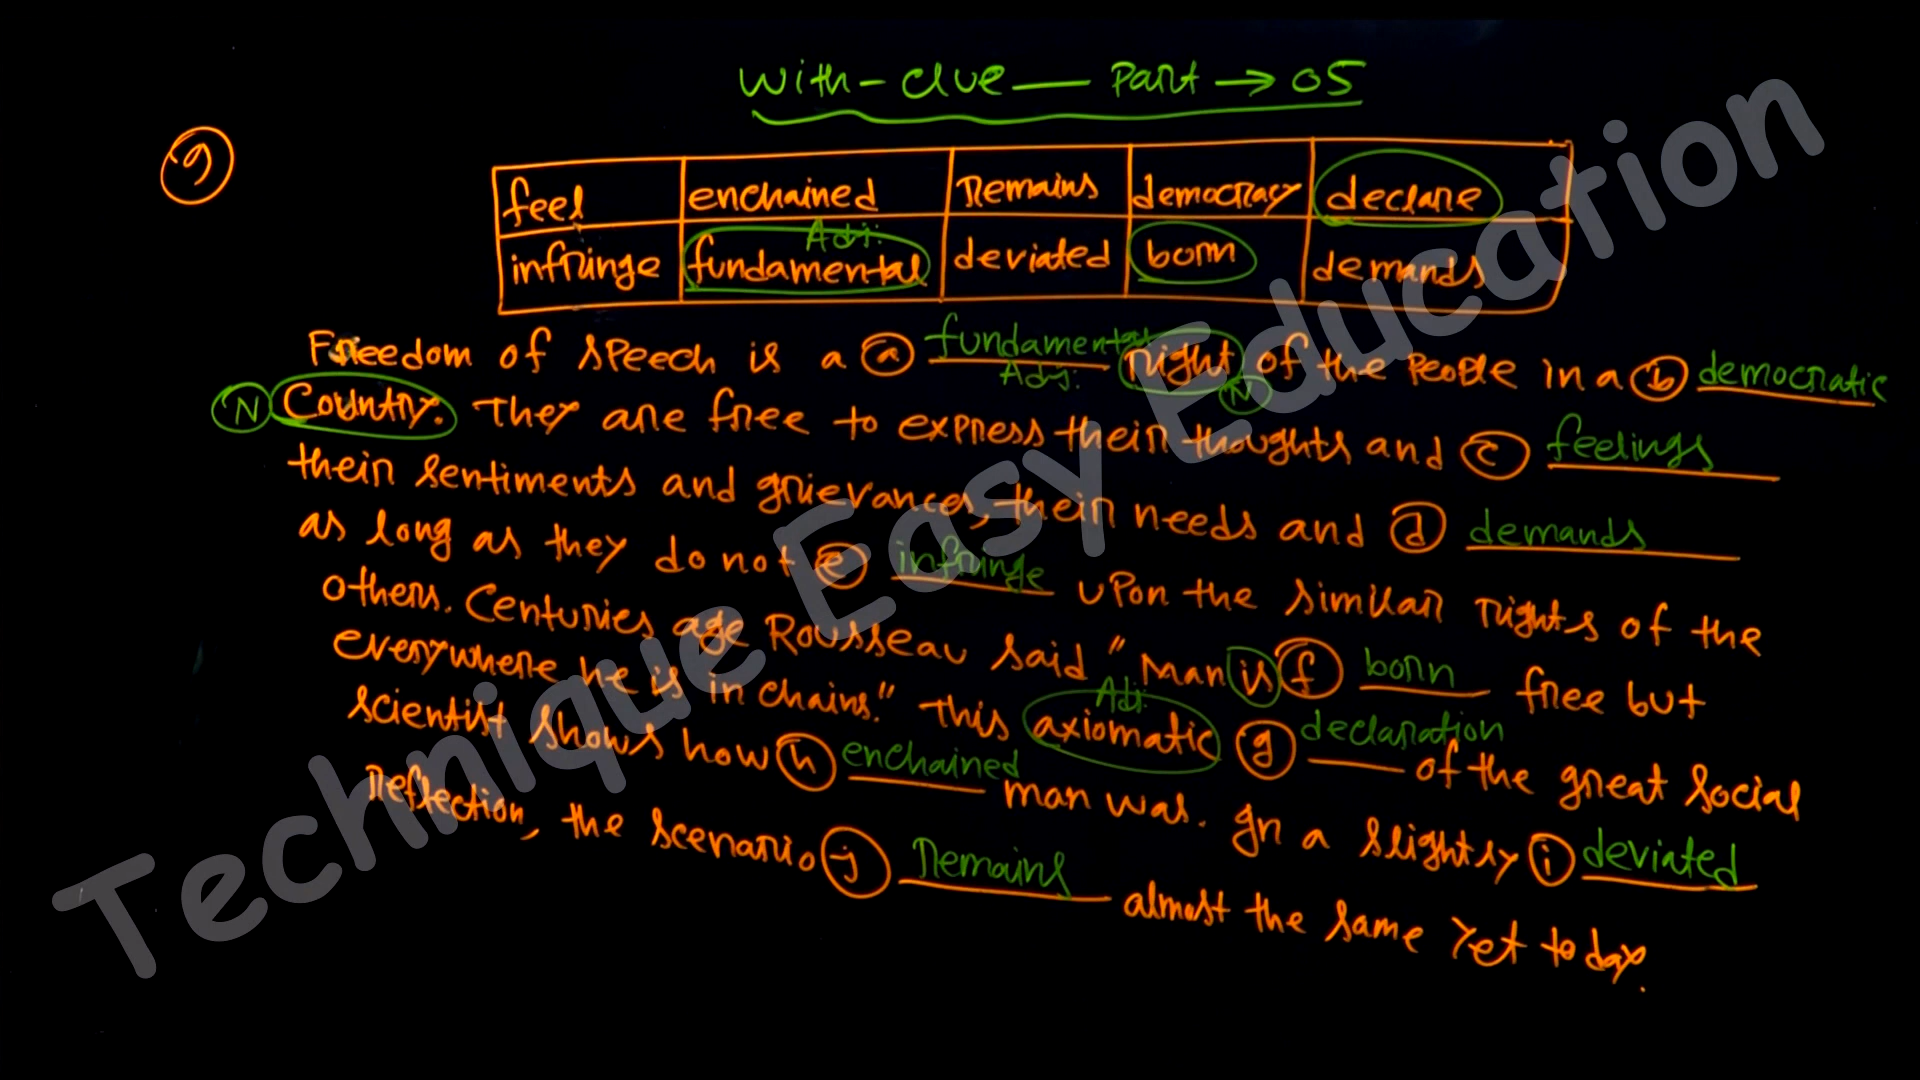 With - clue — Part → 05
9
feel enchained Remains democracy declare
Adj:
infringe fundamental deviated born demands
Freedom of speech is a (a) fundamental right of the people in a (b) democratic
Adj: N
N Country. They are free to express their thoughts and (c) feelings
their sentiments and grievances, their needs and (d) demands
as long as they do not (e) infringe upon the similar rights of the
others. Centuries age Rousseau said "Man is (f) born free but
everywhere he is in chains." This axiomatic (g) declaration of the great social
Adj:
scientist shows how (h) enchained man was. In a slightly (i) deviated
Reflection, the scenario (j) Remains almost the same yet today.
Technique Easy Education